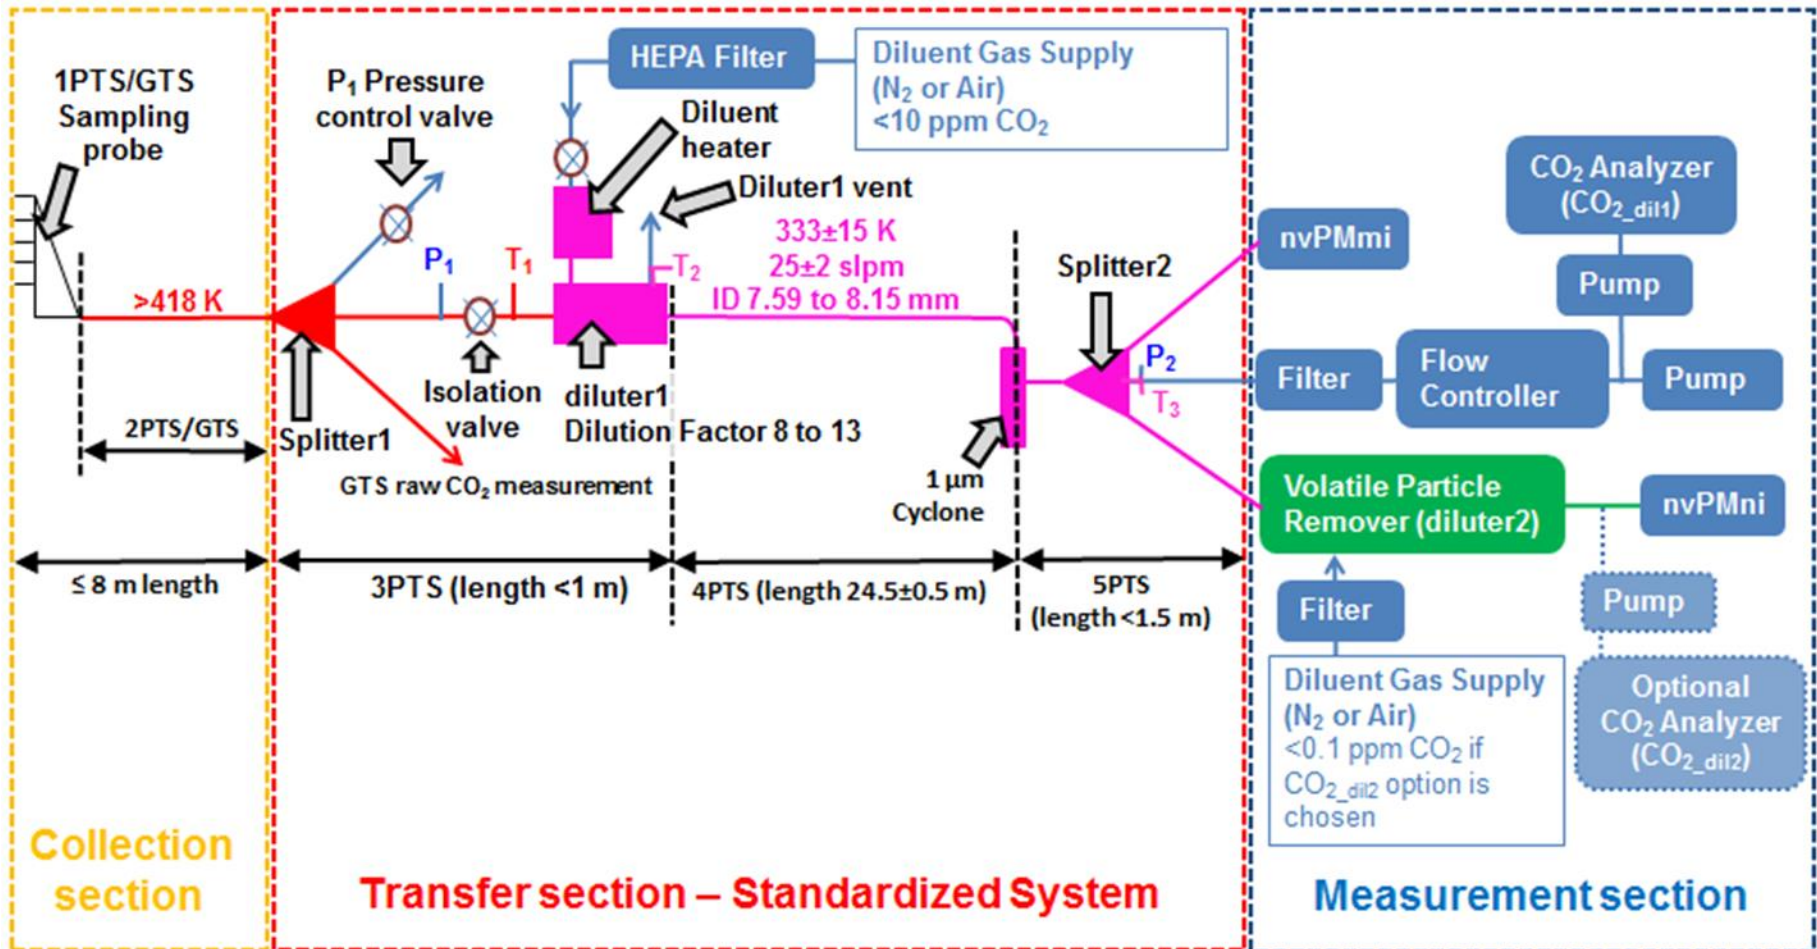 1PTS/GTS
Sampling
probe
>418 K
2PTS/GTS
≤ 8 m length
Collection
section
P₁ Pressure
control valve
P₁
T₁
Splitter1
Isolation
valve
GTS raw CO₂ measurement
HEPA Filter
Diluent Gas Supply
(N₂ or Air)
<10 ppm CO₂
Diluent
heater
Diluter1 vent
T₂
diluter1
Dilution Factor 8 to 13
333±15 K
25±2 slpm
ID 7.59 to 8.15 mm
1 µm
Cyclone
Splitter2
P₂
T₃
3PTS (length <1 m)
4PTS (length 24.5±0.5 m)
5PTS
(length <1.5 m)
Transfer section – Standardized System
nvPMmi
CO₂ Analyzer
(CO₂_dil1)
Pump
Filter
Flow
Controller
Pump
Volatile Particle
Remover (diluter2)
nvPMni
Filter
Pump
Diluent Gas Supply
(N₂ or Air)
<0.1 ppm CO₂ if
CO₂_dil2 option is
chosen
Optional
CO₂ Analyzer
(CO₂_dil2)
Measurement section